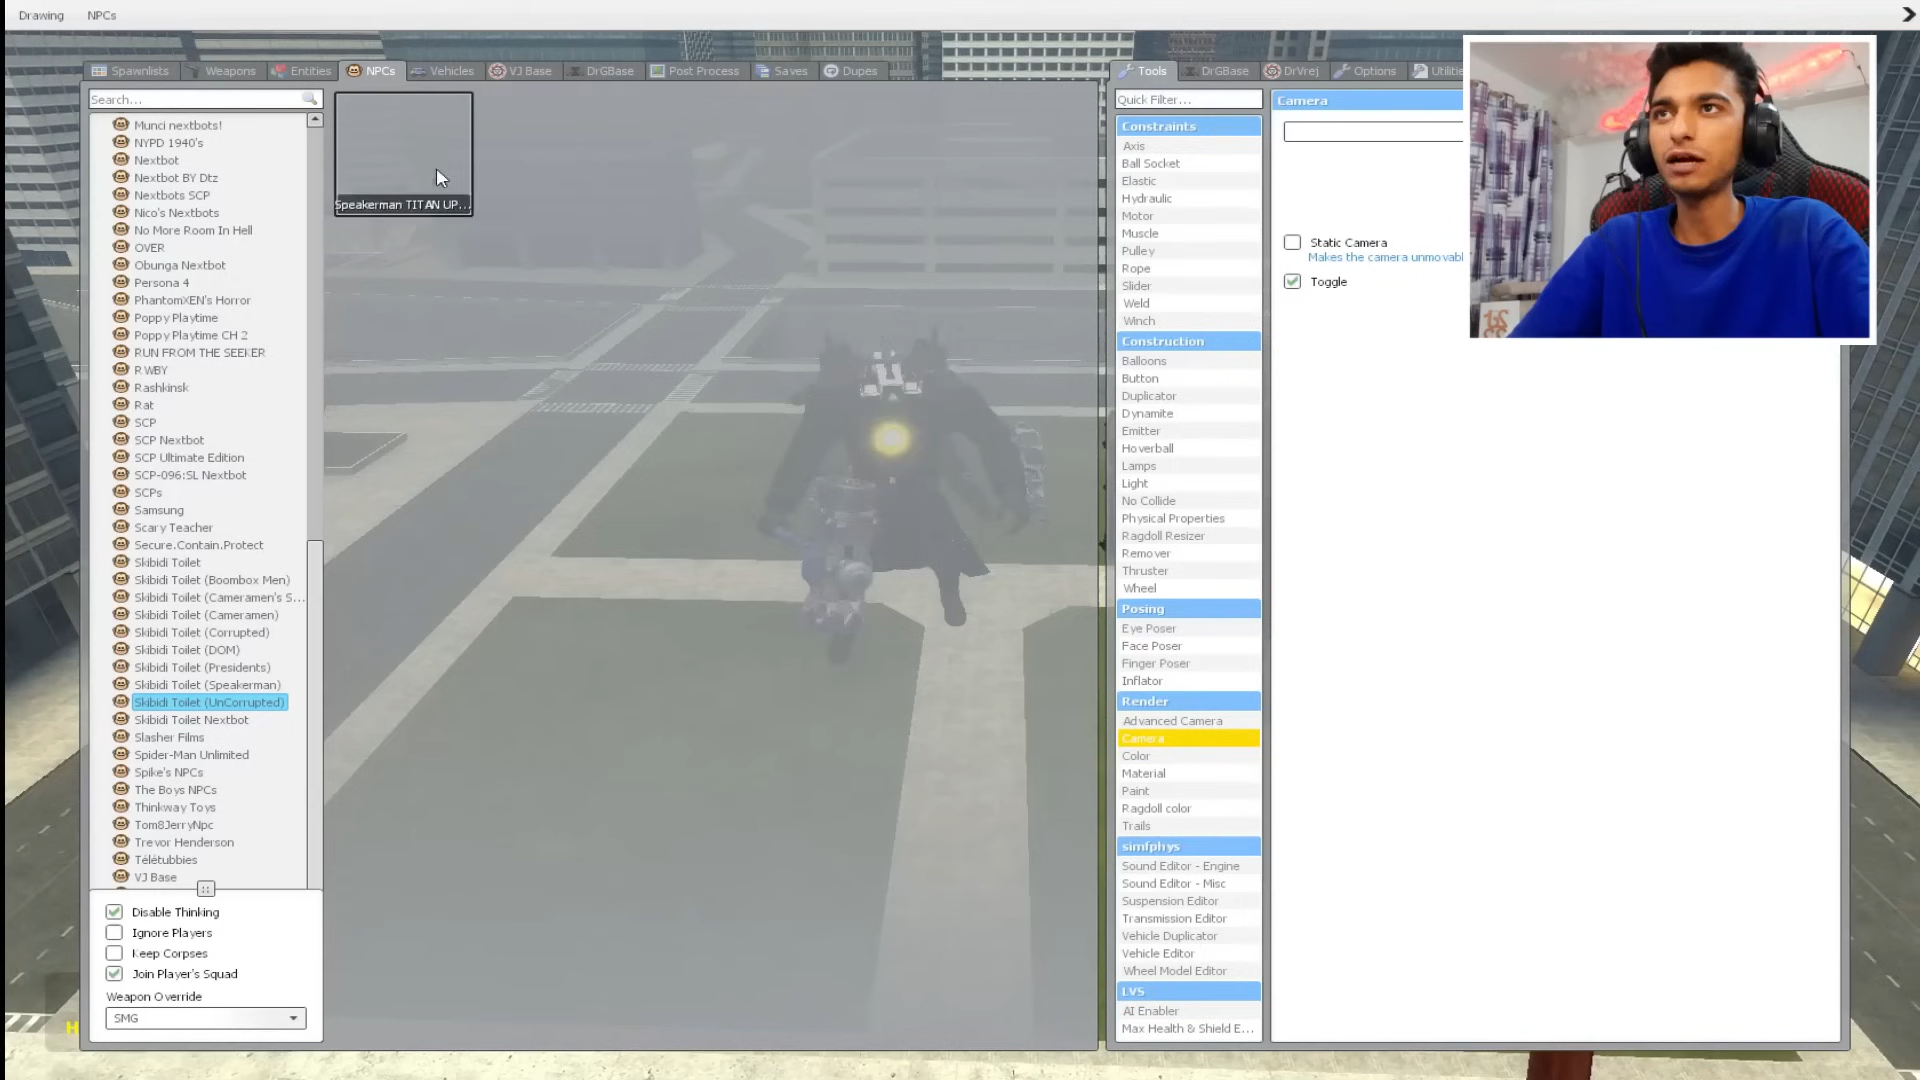 Drawing NPCs
Spawnlists Weapons Entities NPCs Vehicles VJ Base DrGBase Post Process Saves Dupes
Search...
Munci nextbots!
NYPD 1940's
Nextbot
Nextbot BY Dtz
Nextbots SCP
Nico's Nextbots
No More Room In Hell
OVER
Obunga Nextbot
Persona 4
PhantomXEN's Horror
Poppy Playtime
Poppy Playtime CH 2
RUN FROM THE SEEKER
RWBY
Rashkinsk
Rat
SCP
SCP Nextbot
SCP Ultimate Edition
SCP-096:SL Nextbot
SCPs
Samsung
Scary Teacher
Secure.Contain.Protect
Skibidi Toilet
Skibidi Toilet (Boombox Men)
Skibidi Toilet (Cameramen's S...
Skibidi Toilet (Cameramen)
Skibidi Toilet (Corrupted)
Skibidi Toilet (DOM)
Skibidi Toilet (Presidents)
Skibidi Toilet (Speakerman)
Skibidi Toilet (UnCorrupted)
Skibidi Toilet Nextbot
Slasher Films
Spider-Man Unlimited
Spike's NPCs
The Boys NPCs
Thinkway Toys
Tom&JerryNpc
Trevor Henderson
Télétubbies
VJ Base
Disable Thinking
Ignore Players
Keep Corpses
Join Player's Squad
Weapon Override
SMG
H
Speakerman TITAN UP...
Tools DrGBase DrVrej Options Utilitie
Quick Filter...
Constraints
Axis
Ball Socket
Elastic
Hydraulic
Motor
Muscle
Pulley
Rope
Slider
Weld
Winch
Construction
Balloons
Button
Duplicator
Dynamite
Emitter
Hoverball
Lamps
Light
No Collide
Physical Properties
Ragdoll Resizer
Remover
Thruster
Wheel
Posing
Eye Poser
Face Poser
Finger Poser
Inflator
Render
Advanced Camera
Camera
Color
Material
Paint
Ragdoll color
Trails
simfphys
Sound Editor - Engine
Sound Editor - Misc
Suspension Editor
Transmission Editor
Vehicle Duplicator
Vehicle Editor
Wheel Model Editor
LVS
AI Enabler
Max Health & Shield E...
Camera
Static Camera
Makes the camera unmovabl
Toggle